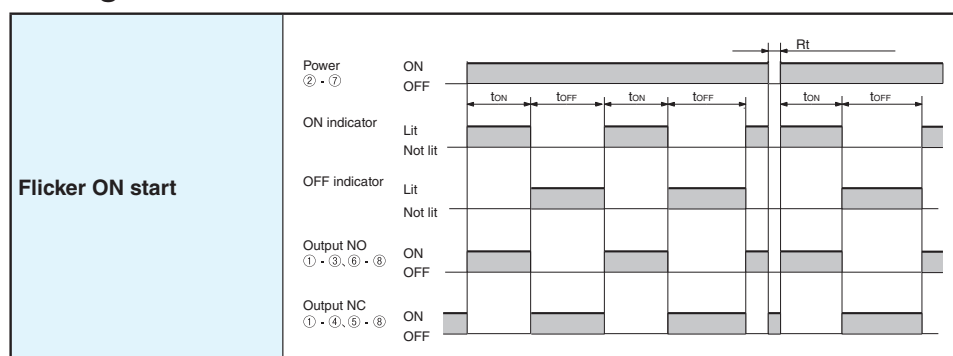 Flicker ON start
Rt
Power
② - ⑦
ON
OFF
tON tOFF tON tOFF tON tOFF
ON indicator
Lit
Not lit
OFF indicator
Lit
Not lit
Output NO
① - ③、⑥ - ⑧
ON
OFF
Output NC
① - ④、⑤ - ⑧
ON
OFF